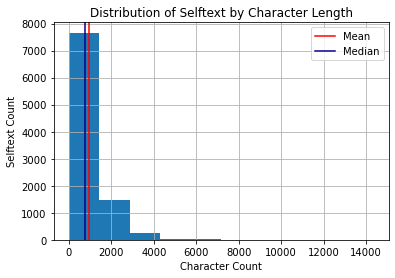 Distribution of Selftext by Character Length
8000
7000
6000
5000
4000
3000
2000
1000
0
Selftext Count
Mean
Median
0 2000 4000 6000 8000 10000 12000 14000
Character Count